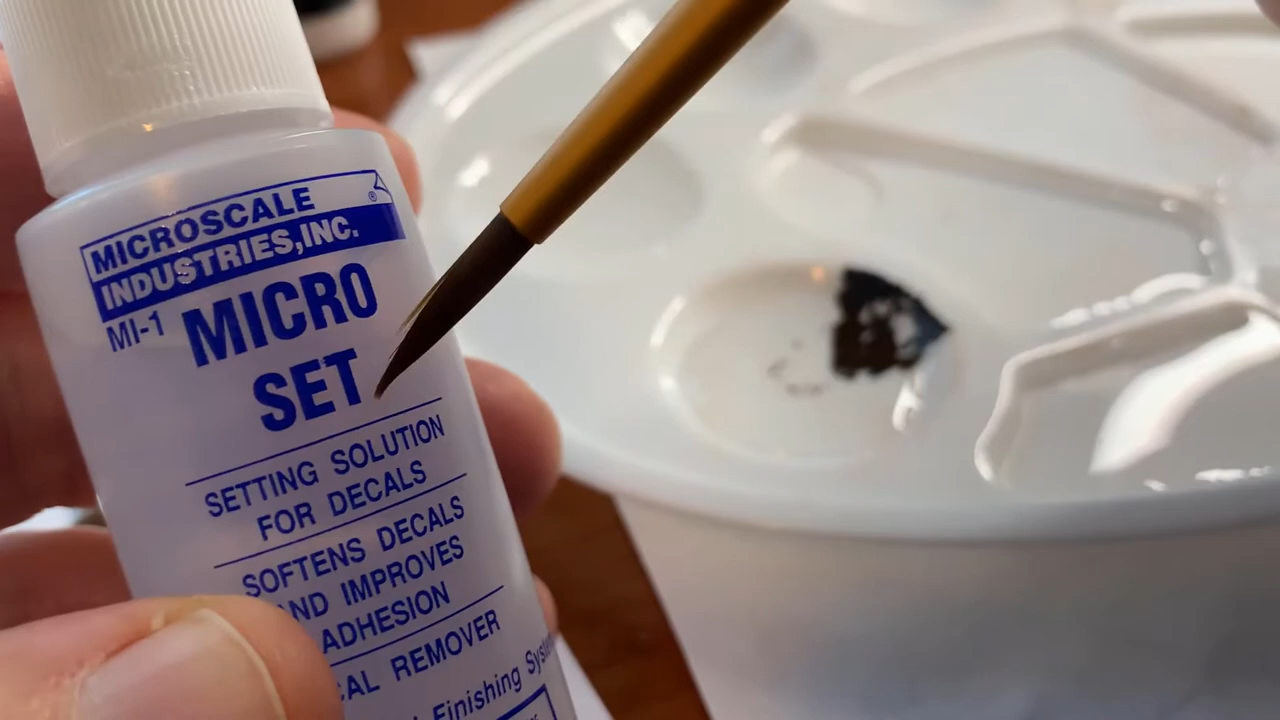 MICROSCALE ®
INDUSTRIES, INC.
MI-1 MICRO
SET
SETTING SOLUTION
FOR DECALS
SOFTENS DECALS
AND IMPROVES
ADHESION
REMOVER
Finishing